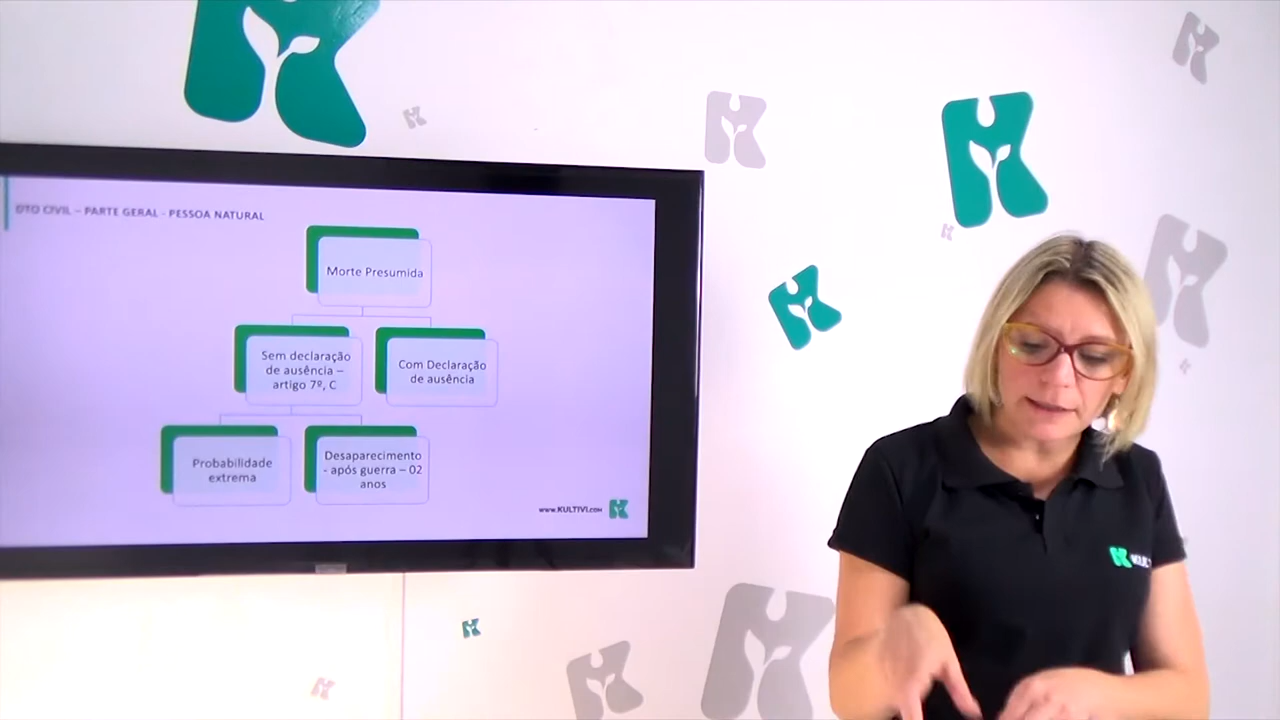 DTO CIVIL – PARTE GERAL - PESSOA NATURAL
Morte Presumida
Sem declaração
de ausência –
artigo 7º, C
Com Declaração
de ausência
Probabilidade
extrema
Desaparecimento
- após guerra – 02
anos
www.KULTIVI.COM